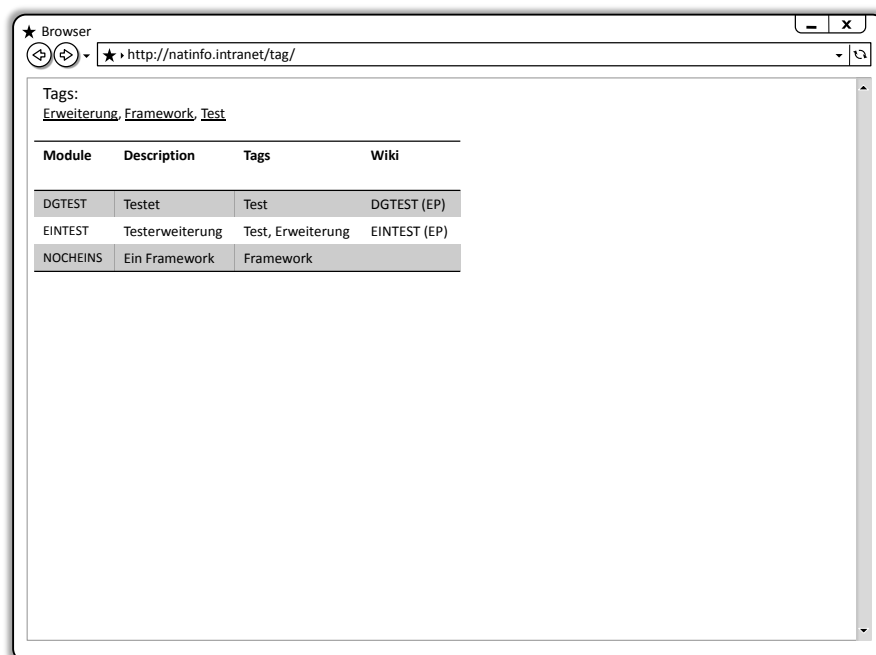 Browser
http://natinfo.intranet/tag/
Tags:
Erweiterung, Framework, Test
Module Description Tags Wiki
DGTEST Testet Test DGTEST (EP)
EINTEST Testerweiterung Test, Erweiterung EINTEST (EP)
NOCHEINS Ein Framework Framework